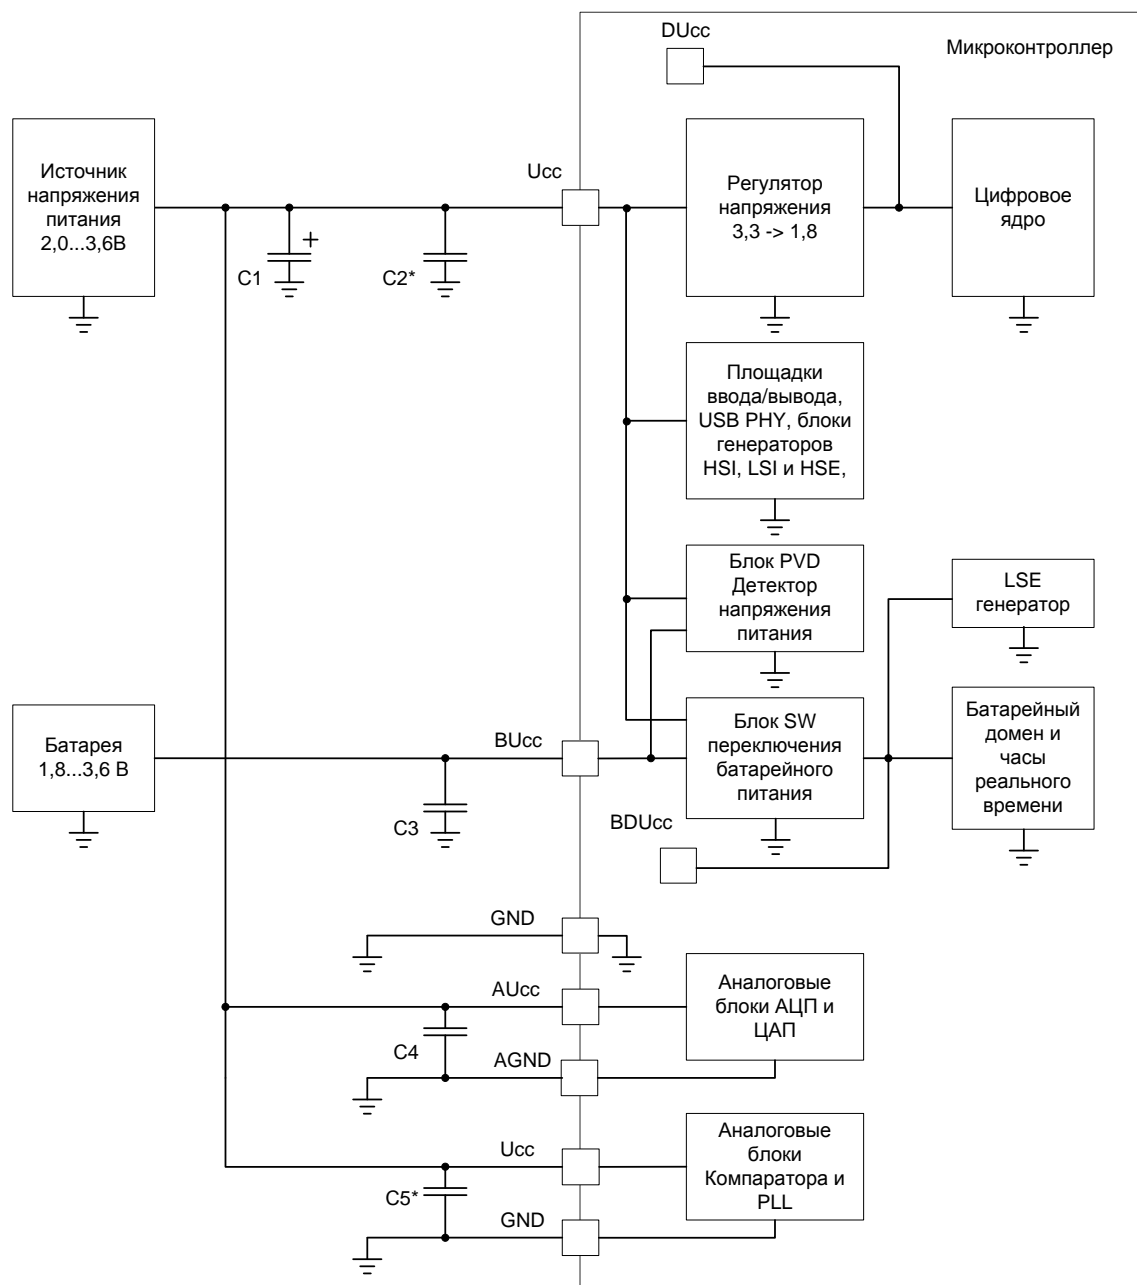 DUcc
Микроконтроллер
Источник
напряжения
питания
2,0...3,6В
Ucc
Регулятор
напряжения
3,3 -> 1,8
Цифровое
ядро
+
C1
C2*
Площадки
ввода/вывода,
USB PHY, блоки
генераторов
HSI, LSI и HSE,
Блок PVD
Детектор
напряжения
питания
LSE
генератор
Батарея
1,8...3,6 В
BUcc
Блок SW
переключения
батарейного
питания
Батарейный
домен и
часы
реального
времени
C3
BDUcc
GND
AUcc
Аналоговые
блоки АЦП и
ЦАП
C4
AGND
Ucc
Аналоговые
блоки
Компаратора и
PLL
C5*
GND